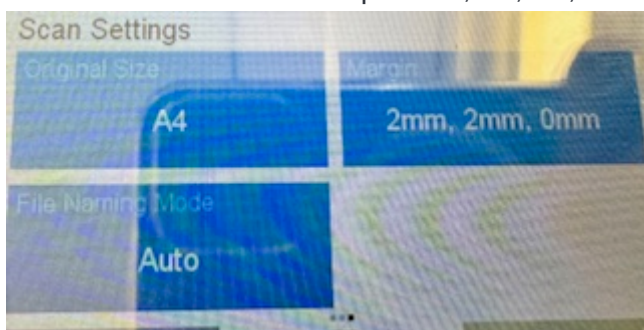 Scan Settings
Original Size
Margin
A4
2mm, 2mm, 0mm
File Naming Mode
Auto